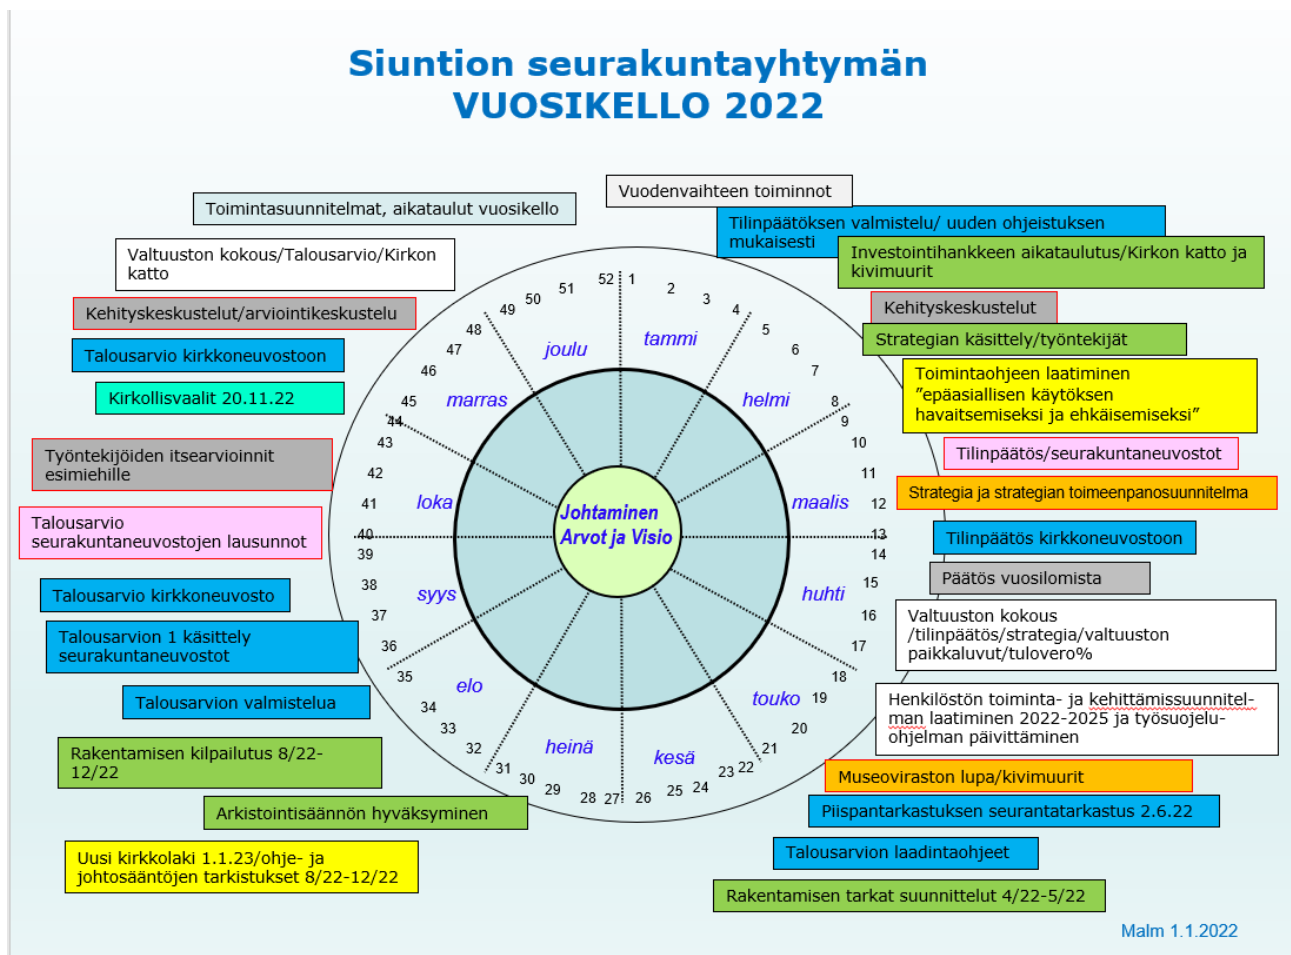 Siuntion seurakuntayhtymän
VUOSIKELLO 2022
Vuodenvaihteen toiminnot
Tilinpäätöksen valmistelu/ uuden ohjeistuksen
mukaisesti
Investointihankkeen aikataulutus/Kirkon katto ja
kivimuurit
Kehityskeskustelut
Strategian käsittely/työntekijät
Toimintaohjeen laatiminen
”epäasiallisen käytöksen
havaitsemiseksi ja ehkäisemiseksi”
Tilinpäätös/seurakuntaneuvostot
Strategia ja strategian toimeenpanosuunnitelma
Tilinpäätös kirkkoneuvostoon
Päätös vuosilomista
Valtuuston kokous
/tilinpäätös/strategia/valtuuston
paikkaluvut/tulovero%
Henkilöstön toiminta- ja kehittämissuunnitel-
man laatiminen 2022-2025 ja työsuojelu-
ohjelman päivittäminen
Museoviraston lupa/kivimuurit
Piispantarkastuksen seurantatarkastus 2.6.22
Talousarvion laadintaohjeet
Rakentamisen tarkat suunnittelut 4/22-5/22
Toimintasuunnitelmat, aikataulut vuosikello
Valtuuston kokous/Talousarvio/Kirkon
katto
Kehityskeskustelut/arviointikeskustelu
Talousarvio kirkkoneuvostoon
Kirkollisvaalit 20.11.22
Työntekijöiden itsearvioinnit
esimiehille
Talousarvio
seurakuntaneuvostojen lausunnot
Talousarvio kirkkoneuvosto
Talousarvion 1 käsittely
seurakuntaneuvostot
Talousarvion valmistelua
Rakentamisen kilpailutus 8/22-
12/22
Arkistointisäännön hyväksyminen
Uusi kirkkolaki 1.1.23/ohje- ja
johtosääntöjen tarkistukset 8/22-12/22
1
2
3
4
5
6
7
8
9
10
11
12
13
14
15
16
17
18
19
20
21
22
23
24
25
26
27
28
29
30
31
32
33
34
35
36
37
38
39
40
41
42
43
44
45
46
47
48
49
50
51
52
tammi
helmi
maalis
huhti
touko
kesä
heinä
elo
syys
loka
marras
joulu
Johtaminen
Arvot ja Visio
Malm 1.1.2022